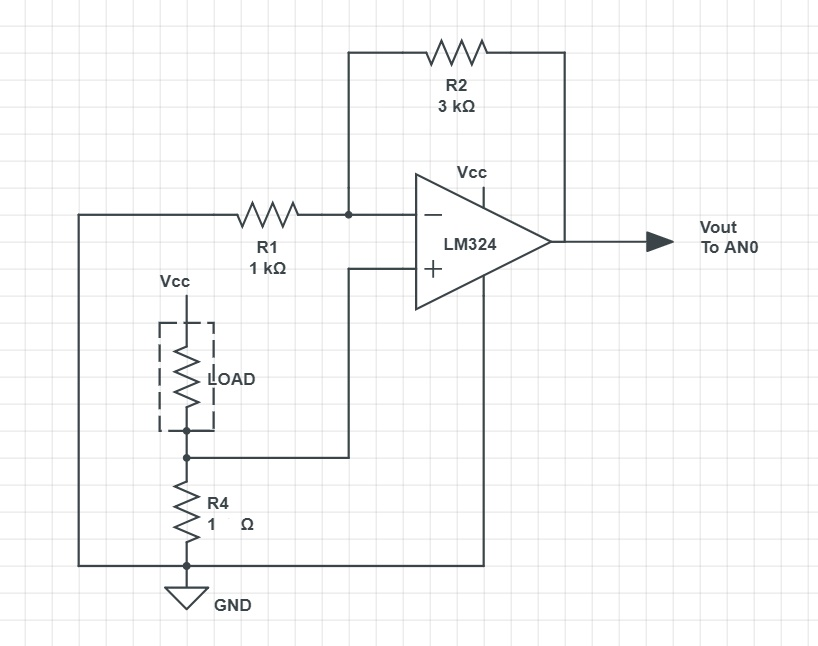 R2
3 kΩ
Vcc
−
LM324
+
Vout
To AN0
R1
1 kΩ
Vcc
LOAD
R4
1 Ω
GND